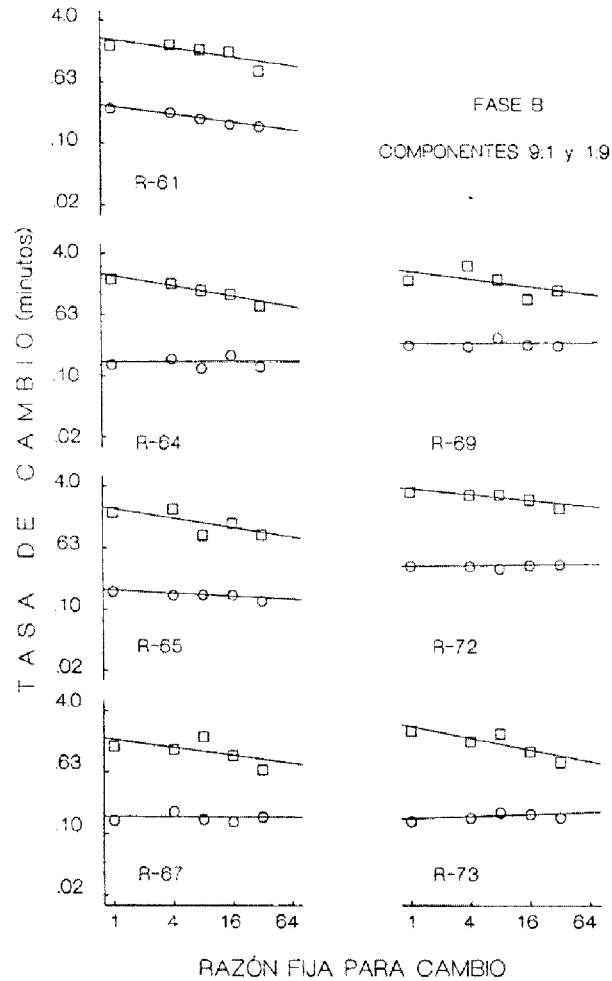 4.0
.63
.10
.02
R-61
FASE B
COMPONENTES 9:1 y 1:9
4.0
.63
.10
.02
R-64
R-69
4.0
.63
.10
.02
R-65
R-72
4.0
.63
.10
.02
R-67
R-73
1 4 16 64
1 4 16 64
TASA DE CAMBIO (minutos)
RAZÓN FIJA PARA CAMBIO